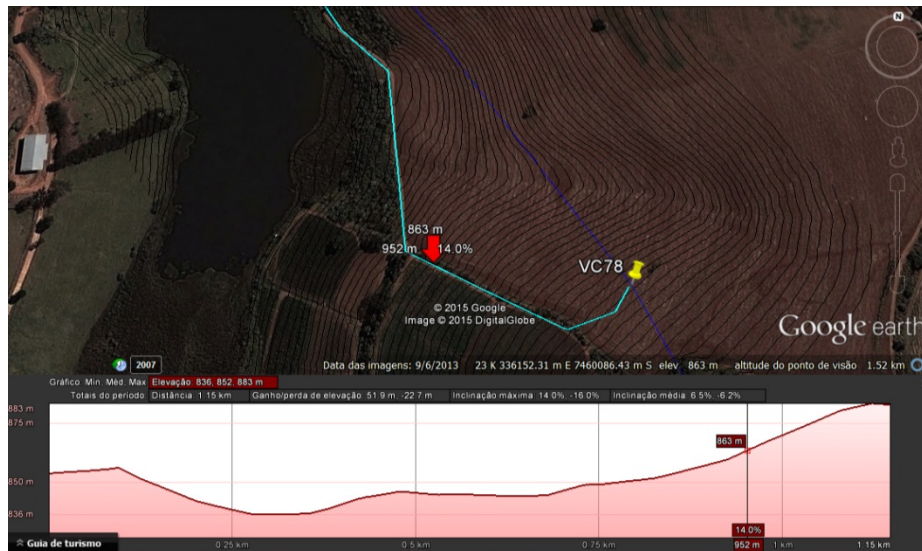 N
863 m
952 m
14.0%
VC78
© 2015 Google
Image © 2015 DigitalGlobe
Google earth
2007
Data das imagens: 9/6/2013 23 K 336152.31 m E 7460086.43 m S elev 863 m altitude do ponto de visão 1.52 km
Gráfico Min. Méd. Max Elevação: 836, 852, 883 m
Totais do período Distância: 1.15 km Ganho/perda de elevação: 51.9 m, -22.7 m Inclinação máxima: 14.0%, -16.0% Inclinação média: 6.5%, -6.2%
883 m
875 m
863 m
850 m
836 m
14.0%
Guia de turismo
0.25 km
0.5 km
0.75 km
952 m
1 km
1.15 km